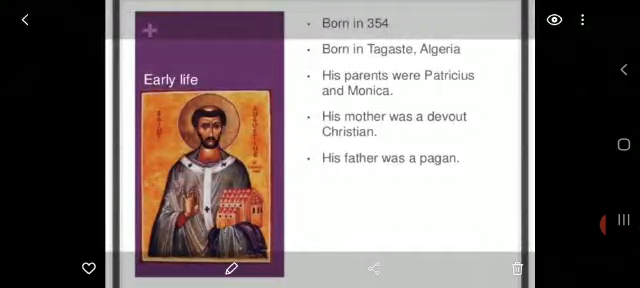 Early life
Born in 354
Born in Tagaste, Algeria
His parents were Patricius
and Monica.
His mother was a devout
Christian.
His father was a pagan.
SAINT